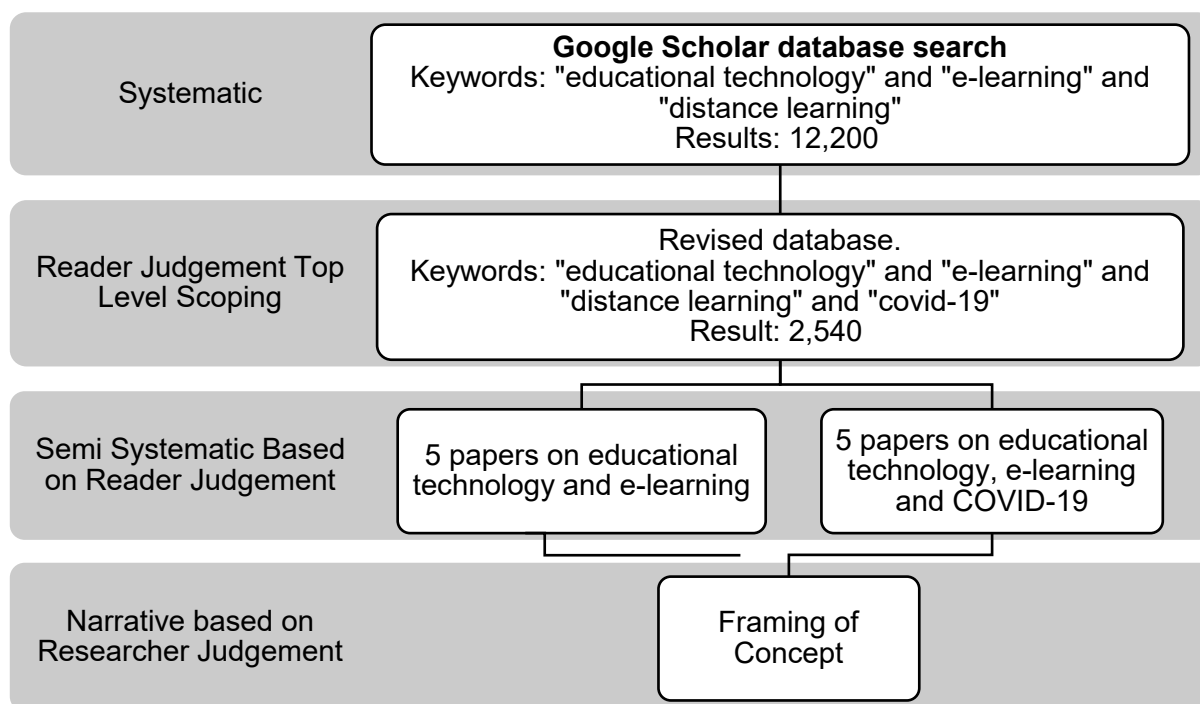 Systematic
Google Scholar database search
Keywords: "educational technology" and "e-learning" and
"distance learning"
Results: 12,200
Reader Judgement Top
Level Scoping
Revised database.
Keywords: "educational technology" and "e-learning" and
"distance learning" and "covid-19"
Result: 2,540
Semi Systematic Based
on Reader Judgement
5 papers on educational
technology and e-learning
5 papers on educational
technology, e-learning
and COVID-19
Narrative based on
Researcher Judgement
Framing of
Concept